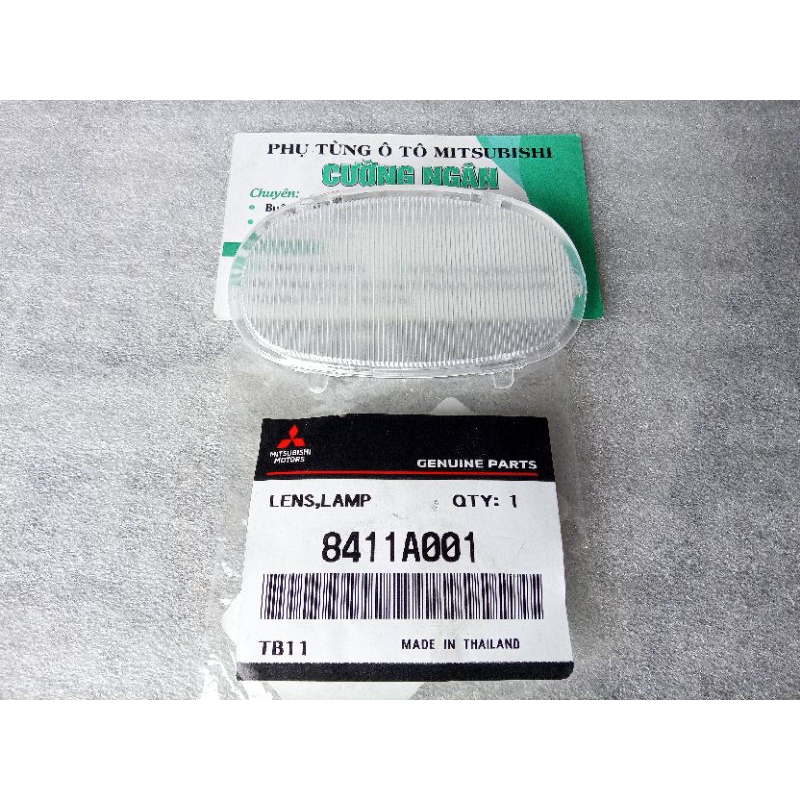 PHỤ TÙNG Ô TÔ MITSUBISHI
CƯỜNG NGÂN
Chuyên:
MITSUBISHI
MOTORS
GENUINE PARTS
LENS,LAMP QTY: 1
8411A001
TB11 MADE IN THAILAND